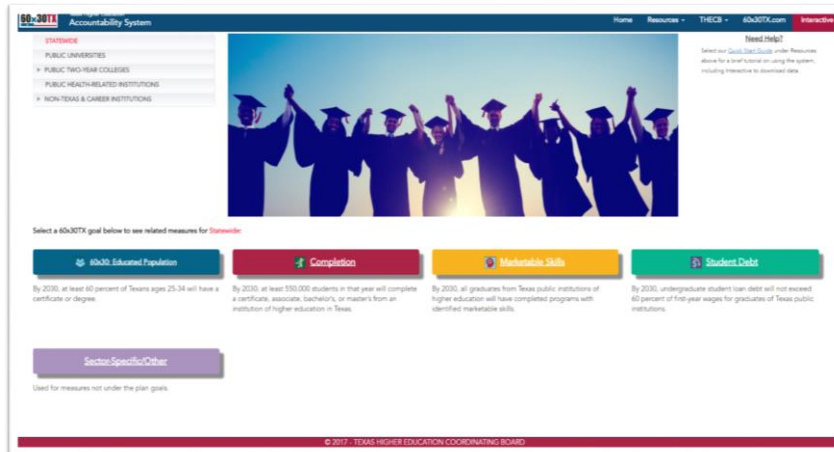 60x30TX
Accountability System
Home Resources THECB 60x30TX.com Interactive
STATEWIDE
PUBLIC UNIVERSITIES
PUBLIC TWO-YEAR COLLEGES
PUBLIC HEALTH-RELATED INSTITUTIONS
NON-TEXAS & CAREER INSTITUTIONS
Need Help?
Select our Quick Start Guide under Resources
above for a brief tutorial on using the system,
including Interactive to download data.
Select a 60x30TX goal below to see related measures for Statewide:
60x30: Educated Population
By 2030, at least 60 percent of Texans ages 25-34 will have a
certificate or degree.
Completion
By 2030, at least 550,000 students in that year will complete
a certificate, associate, bachelor's, or master's from an
institution of higher education in Texas.
Marketable Skills
By 2030, all graduates from Texas public institutions of
higher education will have completed programs with
identified marketable skills.
Student Debt
By 2030, undergraduate student loan debt will not exceed
60 percent of first-year wages for graduates of Texas public
institutions.
Sector-Specific/Other
Used for measures not under the plan goals.
© 2017 - TEXAS HIGHER EDUCATION COORDINATING BOARD